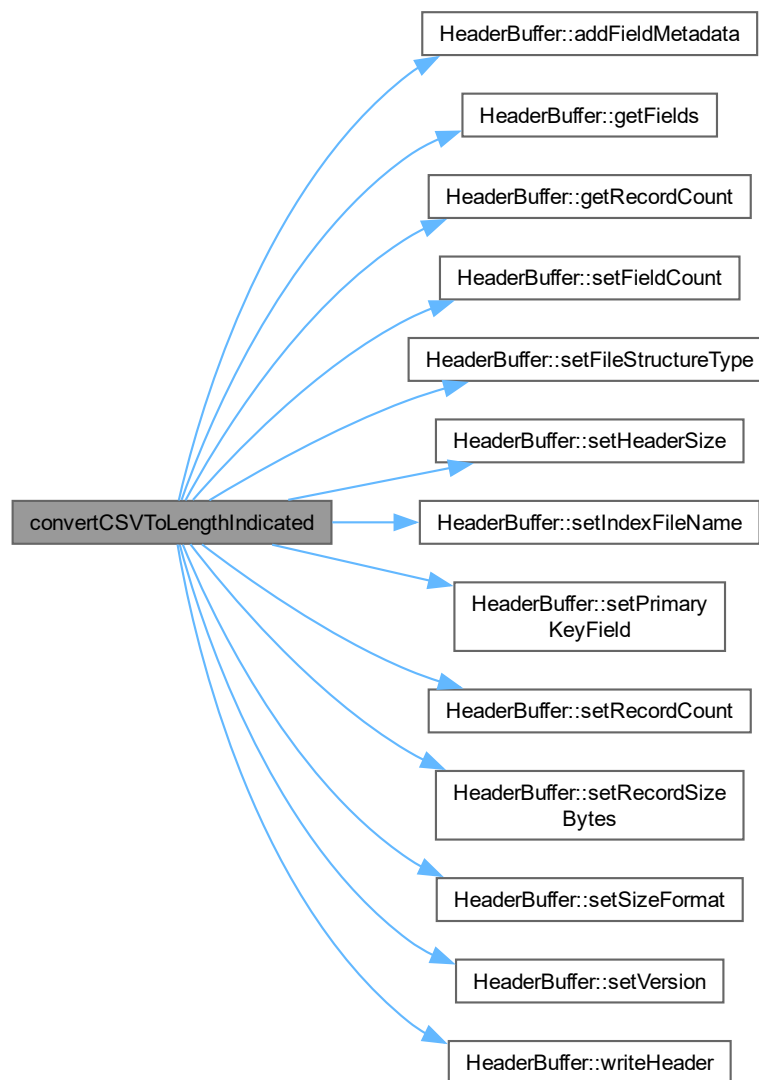 HeaderBuffer::addFieldMetadata
HeaderBuffer::getFields
HeaderBuffer::getRecordCount
HeaderBuffer::setFieldCount
HeaderBuffer::setFileStructureType
HeaderBuffer::setHeaderSize
convertCSVToLengthIndicated
HeaderBuffer::setIndexFileName
HeaderBuffer::setPrimary
KeyField
HeaderBuffer::setRecordCount
HeaderBuffer::setRecordSize
Bytes
HeaderBuffer::setSizeFormat
HeaderBuffer::setVersion
HeaderBuffer::writeHeader